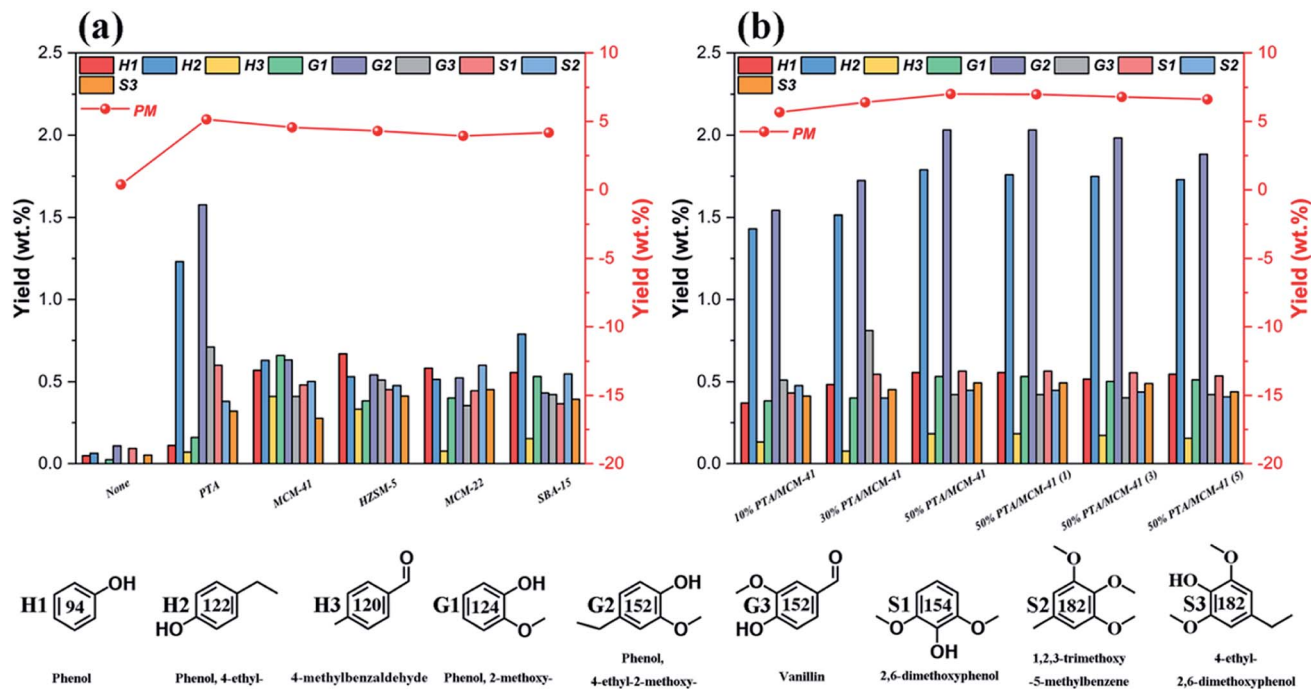 (a)
2.5
2.0
1.5
1.0
0.5
0.0
Yield (wt.%)
H1 H2 H3 G1 G2 G3 S1 S2
S3
PM
10
5
0
-5
-10
-15
-20
Yield (wt.%)
None PTA MCM-41 HZSM-5 MCM-22 SBA-15
(b)
2.5
2.0
1.5
1.0
0.5
0.0
Yield (wt.%)
H1 H2 H3 G1 G2 G3 S1 S2
S3
PM
10
5
0
-5
-10
-15
-20
Yield (wt.%)
10% PTA/MCM-41 30% PTA/MCM-41 50% PTA/MCM-41 50% PTA/MCM-41 (1) 50% PTA/MCM-41 (3) 50% PTA/MCM-41 (5)
H1 94 OH
Phenol
H2 122 HO
Phenol, 4-ethyl-
H3 120 O
4-methylbenzaldehyde
G1 124 OH O
Phenol, 2-methoxy-
G2 152 OH O
Phenol,
4-ethyl-2-methoxy-
G3 152 O O HO
Vanillin
S1 154 O O OH
2,6-dimethoxyphenol
S2 182 O O O
1,2,3-trimethoxy
-5-methylbenzene
S3 182 HO O O
4-ethyl-
2,6-dimethoxyphenol